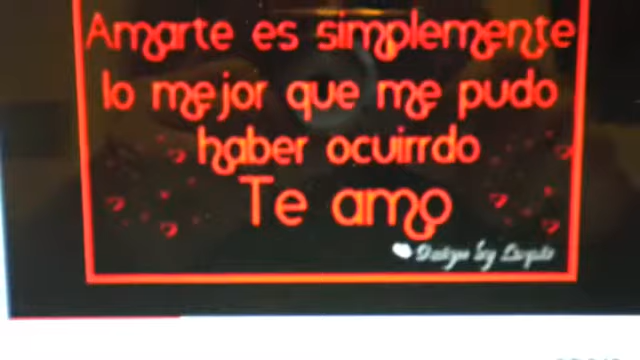 Amarte es simplemente
lo mejor que me pudo
haber ocuirrdo
Te amo